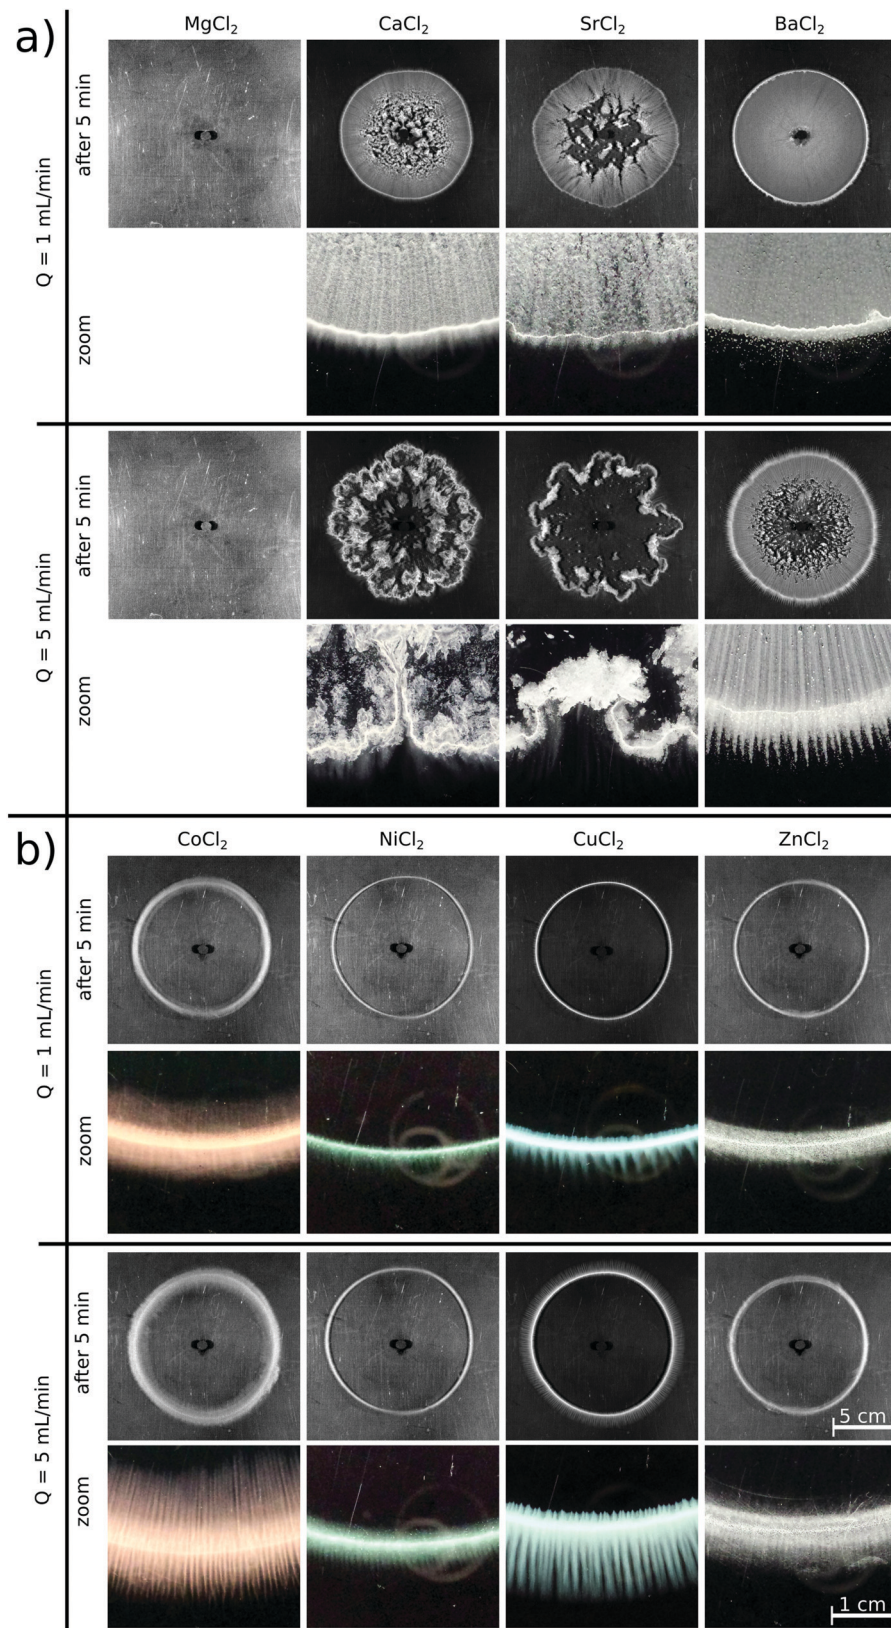 a)
MgCl₂ CaCl₂ SrCl₂ BaCl₂
Q = 1 mL/min
after 5 min
zoom
Q = 5 mL/min
after 5 min
zoom
b)
CoCl₂ NiCl₂ CuCl₂ ZnCl₂
Q = 1 mL/min
after 5 min
zoom
Q = 5 mL/min
after 5 min
5 cm
zoom
1 cm